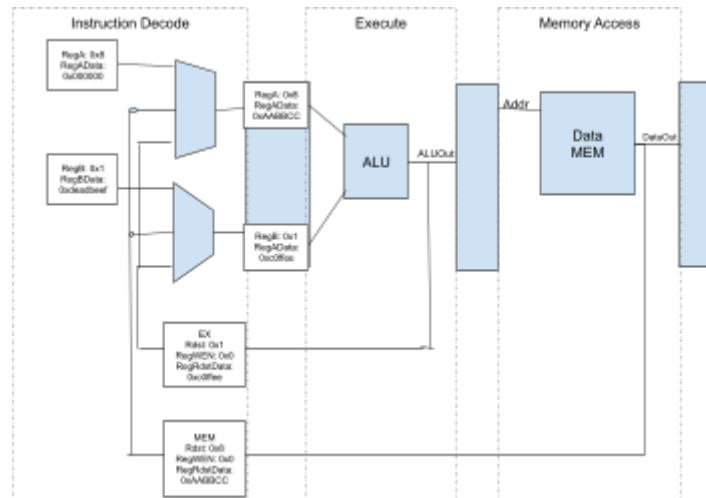 Instruction Decode
Execute
Memory Access
RegA: 0x8
RegAData:
0x000000
RegA: 0x8
RegAData:
0xAABBCC
Addr
Data
MEM
DataOut
ALU
ALUOut
RegB: 0x1
RegBData:
0xdeadbeef
RegB: 0x1
RegAData:
0xc0ffee
EX
Rdst: 0x1
RegWEN: 0x0
RegRdstData:
0xc0ffee
MEM
Rdst: 0x8
RegWEN: 0x0
RegRdstData:
0xAABBCC